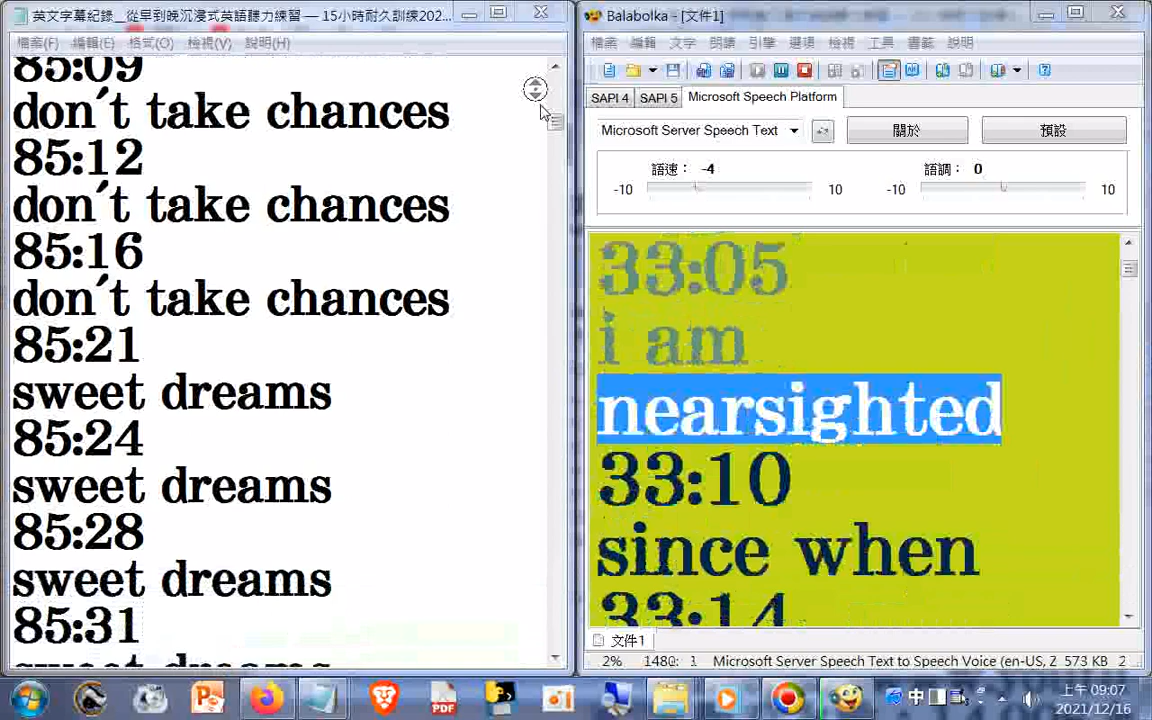 英文字幕紀錄__從早到晚沉浸式英語聽力練習 — 15小時耐久訓練202...
檔案(F) 編輯(E) 格式(O) 檢視(V) 說明(H)
85:09
don't take chances
85:12
don't take chances
85:16
don't take chances
85:21
sweet dreams
85:24
sweet dreams
85:28
sweet dreams
85:31
sweet dreams
Balabolka - [文件1]
檔案 編輯 文字 朗讀 引擎 選項 檢視 工具 書籤 說明
SAPI 4 SAPI 5 Microsoft Speech Platform
Microsoft Server Speech Text 關於 預設
語速： -4 語調： 0
-10 10 -10 10
33:05
i am
nearsighted
33:10
since when
33:14
文件1
2% 148: 1 Microsoft Server Speech Text to Speech Voice (en-US, Z 573 KB 2
PDF 中 上午 09:07
2021/12/16